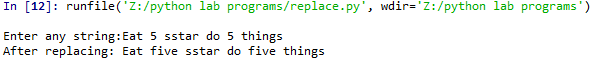 In [12]: runfile('Z:/python lab programs/replace.py', wdir='Z:/python lab programs')
Enter any string:Eat 5 sstar do 5 things
After replacing: Eat five sstar do five things